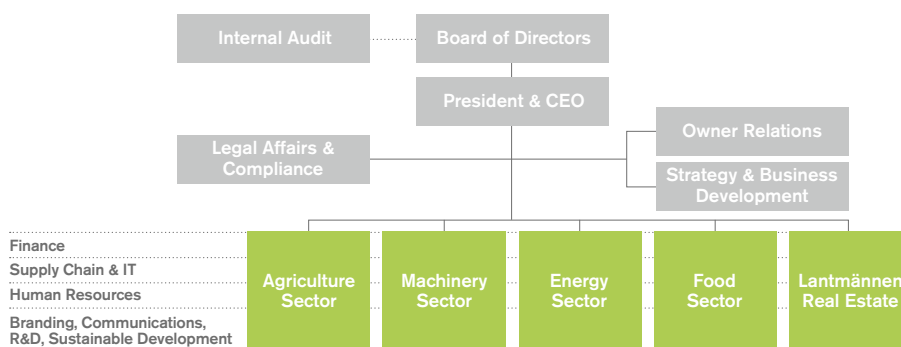 Internal Audit
Board of Directors
President & CEO
Owner Relations
Legal Affairs &
Compliance
Strategy & Business
Development
Finance
Supply Chain & IT
Human Resources
Branding, Communications,
R&D, Sustainable Development
Agriculture
Sector
Machinery
Sector
Energy
Sector
Food
Sector
Lantmännen
Real Estate